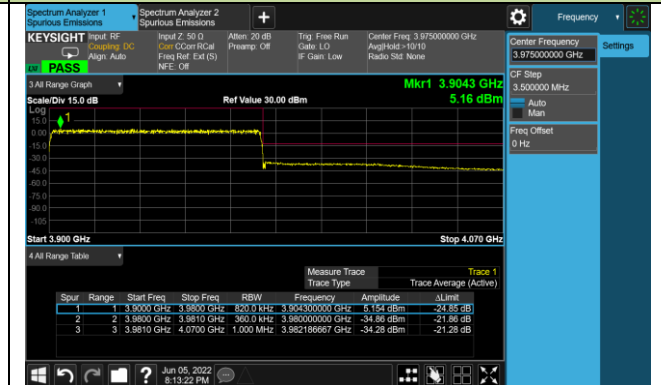 Spectrum Analyzer 1
Spurious Emissions
Spectrum Analyzer 2
Spurious Emissions
+
Frequency
KEYSIGHT
Input: RF
Coupling: DC
Align: Auto
Input Z: 50 Ω
Corr CCorr RCal
Freq Ref: Ext (S)
NFE: Off
Atten: 20 dB
Preamp: Off
Trig: Free Run
Gate: LO
IF Gain: Low
Center Freq: 3.975000000 GHz
Avg|Hold:>10/10
Radio Std: None
PASS
Center Frequency
3.975000000 GHz
Settings
CF Step
3.500000 MHz
Auto
Man
Freq Offset
0 Hz
3 All Range Graph
Mkr1 3.9043 GHz
Scale/Div 15.0 dB
Ref Value 30.00 dBm
5.16 dBm
Log
15.0
0.00
-15.0
-30.0
-45.0
-60.0
-75.0
-90.0
-105
1
Start 3.900 GHz
Stop 4.070 GHz
4 All Range Table
Measure Trace Trace 1
Trace Type Trace Average (Active)
Spur Range Start Freq Stop Freq RBW Frequency Amplitude ΔLimit
1 1 3.9000 GHz 3.9800 GHz 820.0 kHz 3.904300000 GHz 5.154 dBm -24.85 dB
2 2 3.9800 GHz 3.9810 GHz 360.0 kHz 3.980000000 GHz -34.86 dBm -21.86 dB
3 3 3.9810 GHz 4.0700 GHz 1.000 MHz 3.982186667 GHz -34.28 dBm -21.28 dB
?
Jun 05, 2022
8:13:22 PM